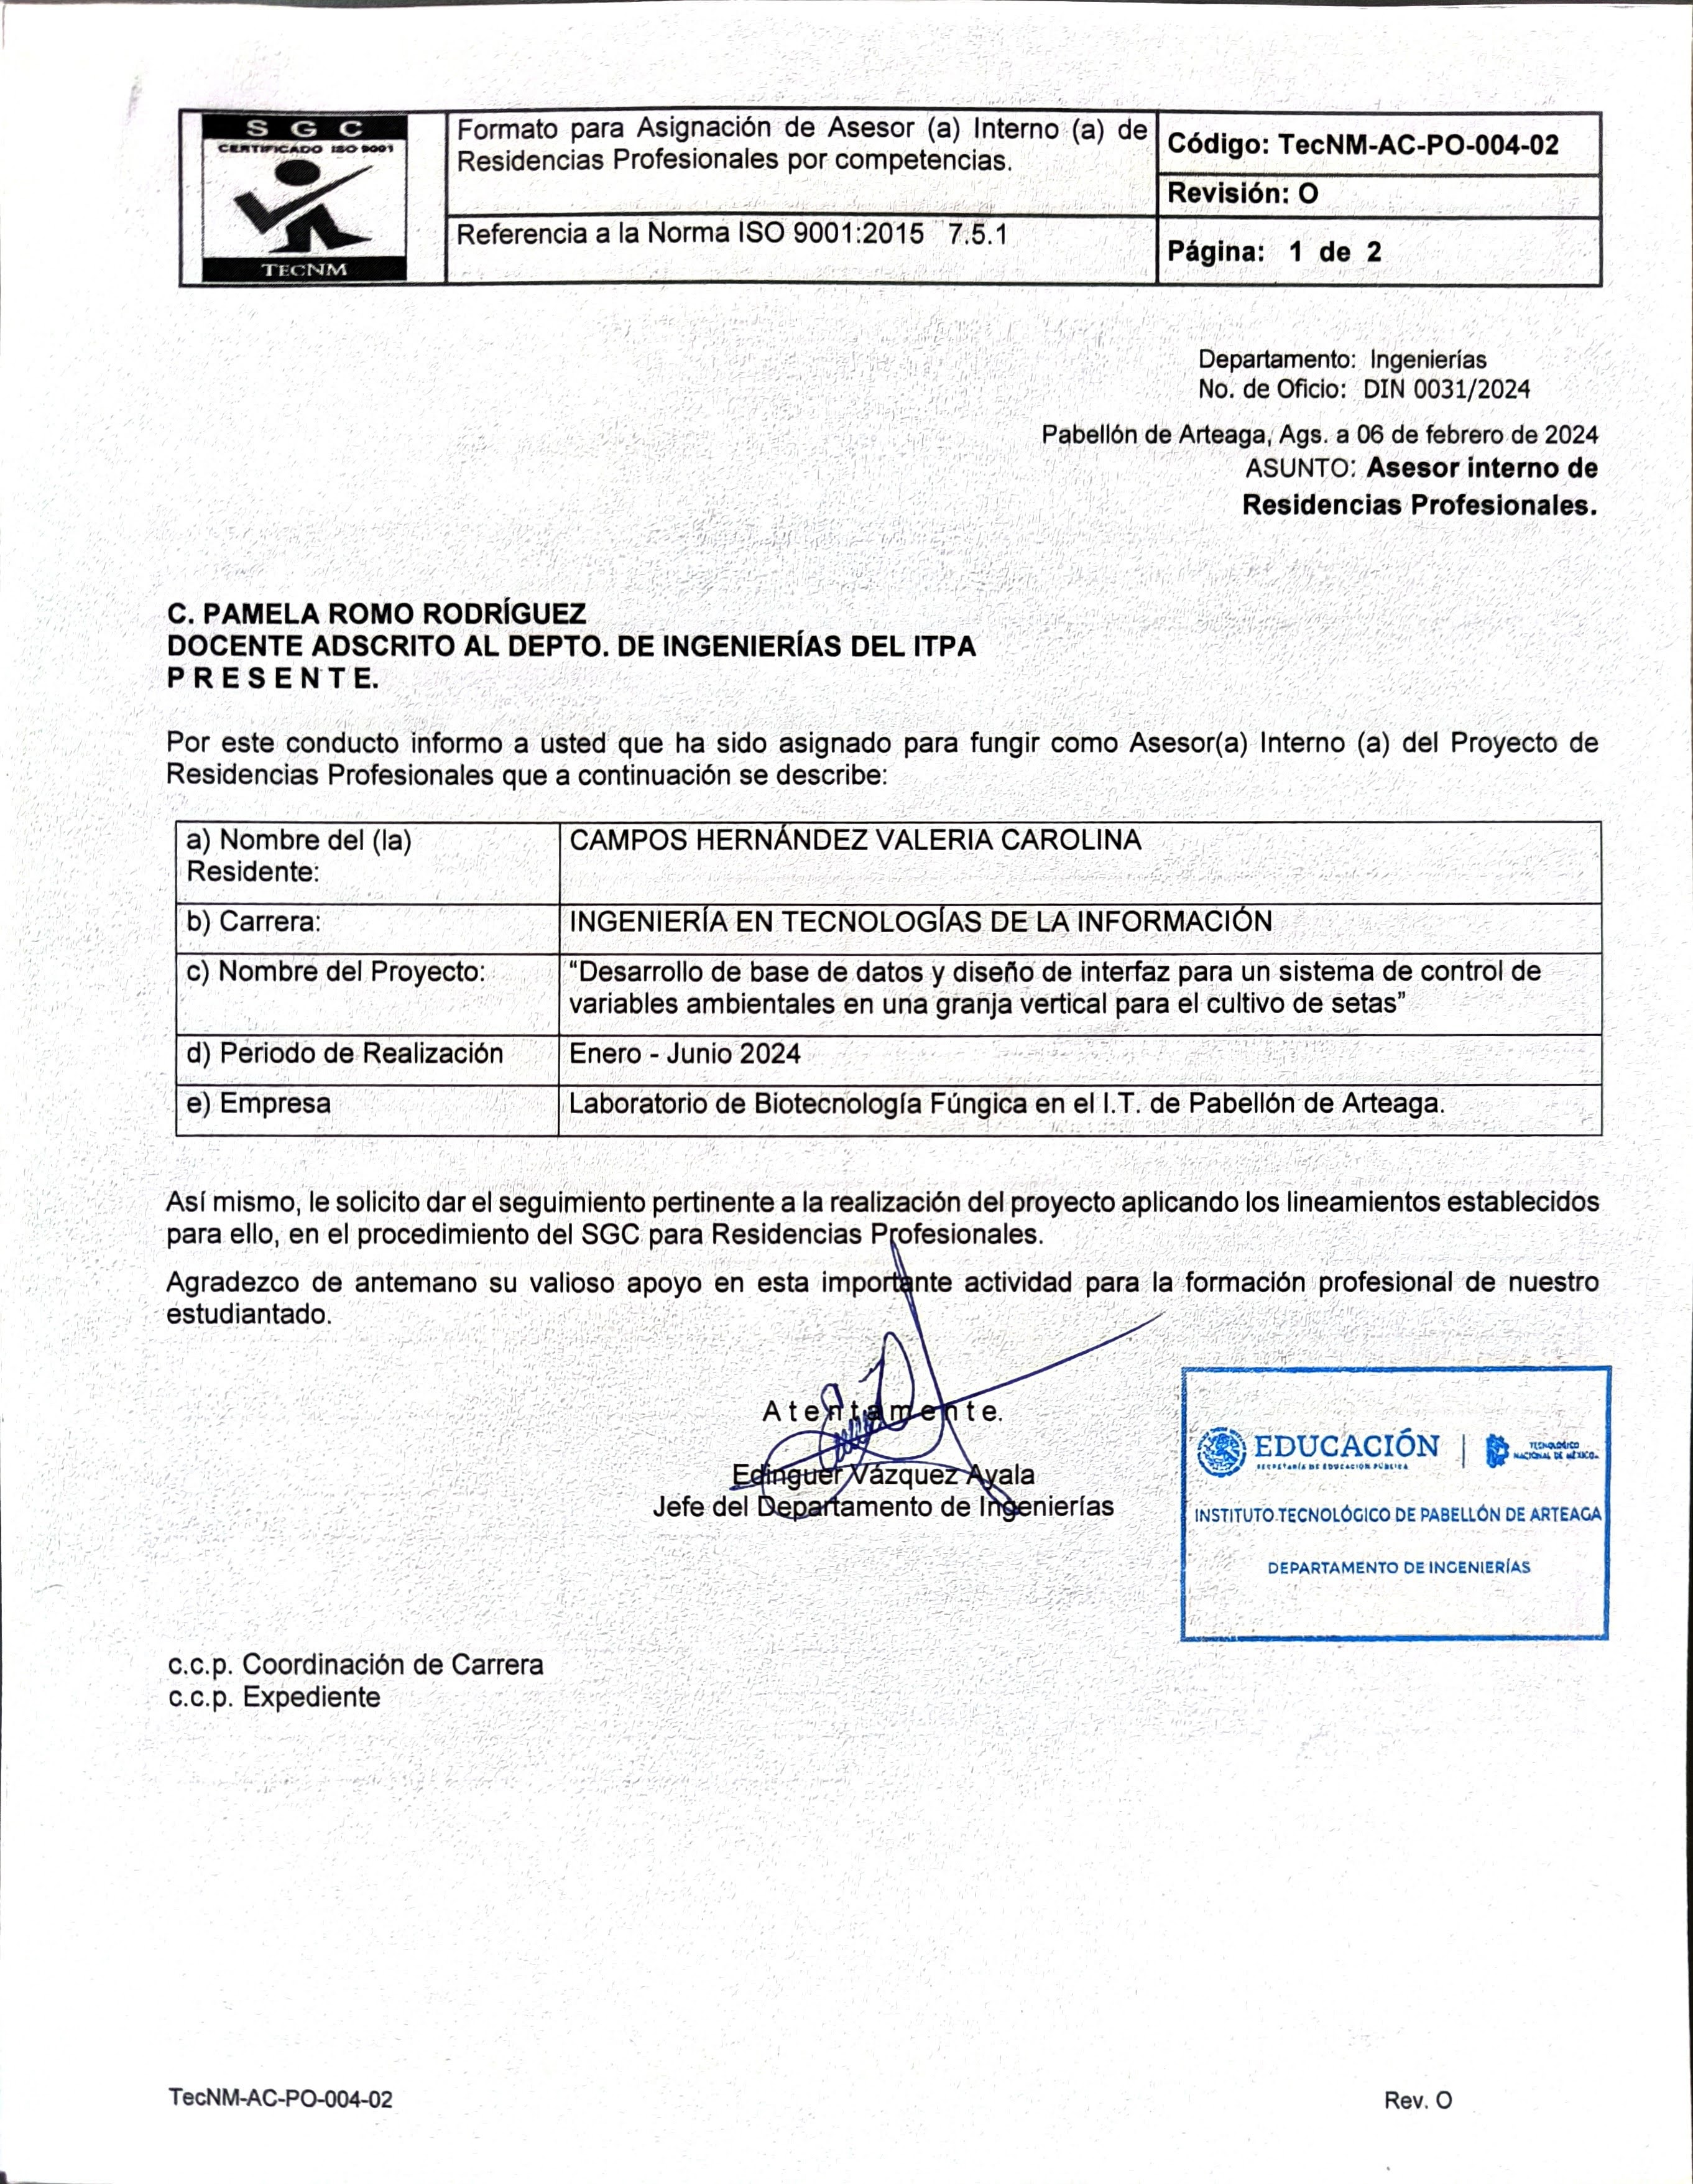 S G C
CERTIFICADO ISO 9001
TECNM
Formato para Asignación de Asesor (a) Interno (a) de
Residencias Profesionales por competencias.
Referencia a la Norma ISO 9001:2015 7.5.1
Código: TecNM-AC-PO-004-02
Revisión: O
Página: 1 de 2
Departamento: Ingenierías
No. de Oficio: DIN 0031/2024
Pabellón de Arteaga, Ags. a 06 de febrero de 2024
ASUNTO: Asesor interno de
Residencias Profesionales.
C. PAMELA ROMO RODRÍGUEZ
DOCENTE ADSCRITO AL DEPTO. DE INGENIERÍAS DEL ITPA
P R E S E N T E.
Por este conducto informo a usted que ha sido asignado para fungir como Asesor(a) Interno (a) del Proyecto de
Residencias Profesionales que a continuación se describe:
a) Nombre del (la)
Residente:
CAMPOS HERNÁNDEZ VALERIA CAROLINA
b) Carrera:
INGENIERÍA EN TECNOLOGÍAS DE LA INFORMACIÓN
c) Nombre del Proyecto:
“Desarrollo de base de datos y diseño de interfaz para un sistema de control de
variables ambientales en una granja vertical para el cultivo de setas”
d) Periodo de Realización
Enero - Junio 2024
e) Empresa
Laboratorio de Biotecnología Fúngica en el I.T. de Pabellón de Arteaga.
Así mismo, le solicito dar el seguimiento pertinente a la realización del proyecto aplicando los lineamientos establecidos
para ello, en el procedimiento del SGC para Residencias Profesionales.
Agradezco de antemano su valioso apoyo en esta importante actividad para la formación profesional de nuestro
estudiantado.
A t e n t a m e n t e.
Edinguer Vázquez Ayala
Jefe del Departamento de Ingenierías
EDUCACIÓN
SECRETARÍA DE EDUCACIÓN PÚBLICA
TECNOLÓGICO
NACIONAL DE MÉXICO
INSTITUTO TECNOLÓGICO DE PABELLÓN DE ARTEAGA
DEPARTAMENTO DE INGENIERÍAS
c.c.p. Coordinación de Carrera
c.c.p. Expediente
TecNM-AC-PO-004-02
Rev. O